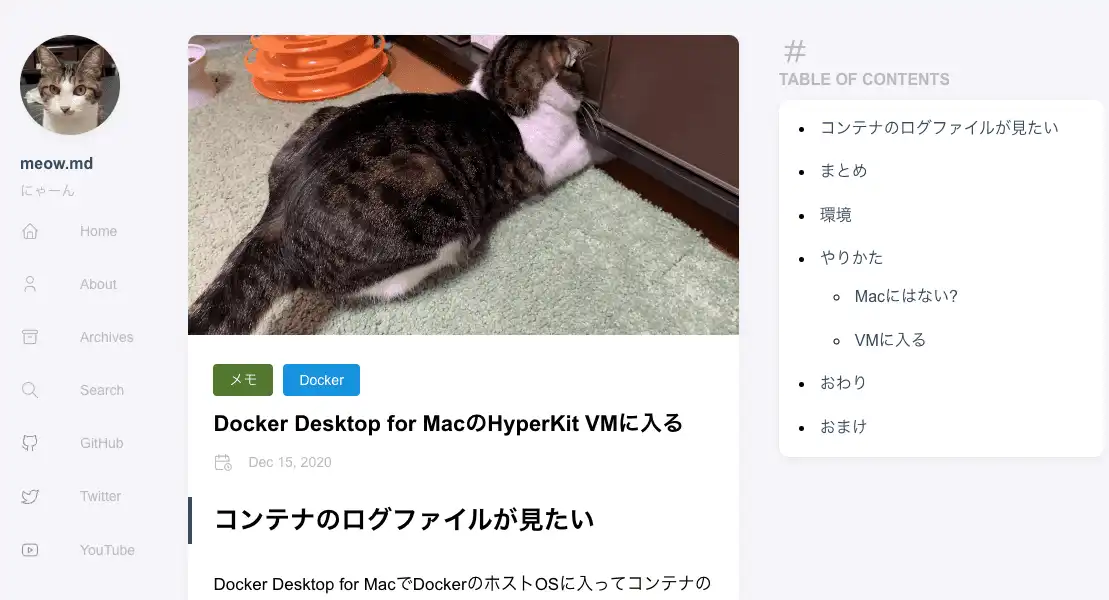 meow.md
にゃーん
Home
About
Archives
Search
GitHub
Twitter
YouTube
メモ
Docker
Docker Desktop for MacのHyperKit VMに入る
Dec 15, 2020
コンテナのログファイルが見たい
Docker Desktop for MacでDockerのホストOSに入ってコンテナの
#
TABLE OF CONTENTS
コンテナのログファイルが見たい
まとめ
環境
やりかた
Macにはない?
VMに入る
おわり
おまけ